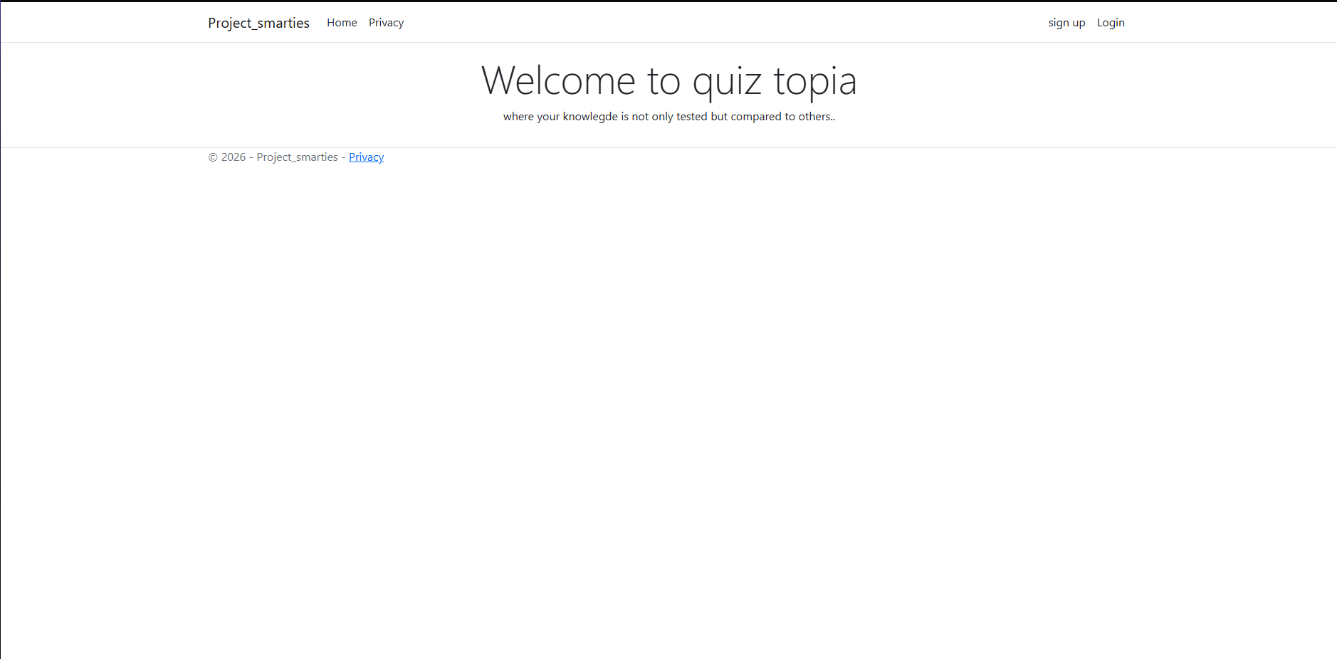 Project_smarties Home Privacy sign up Login
Welcome to quiz topia
where your knowlegde is not only tested but compared to others..
© 2026 - Project_smarties - Privacy